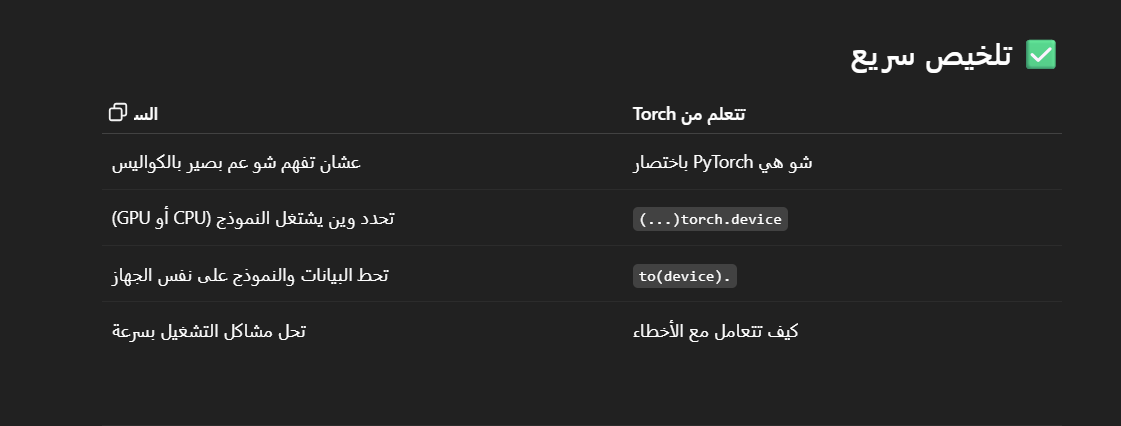 ✅ تلخيص سريع
تتعلم من Torch
شو هي PyTorch باختصار
عشان تفهم شو عم بصير بالكواليس
torch.device(...)
تحدد وين يشتغل النموذج (CPU أو GPU)
.to(device)
تحط البيانات والنموذج على نفس الجهاز
كيف تتعامل مع الأخطاء
تحل مشاكل التشغيل بسرعة